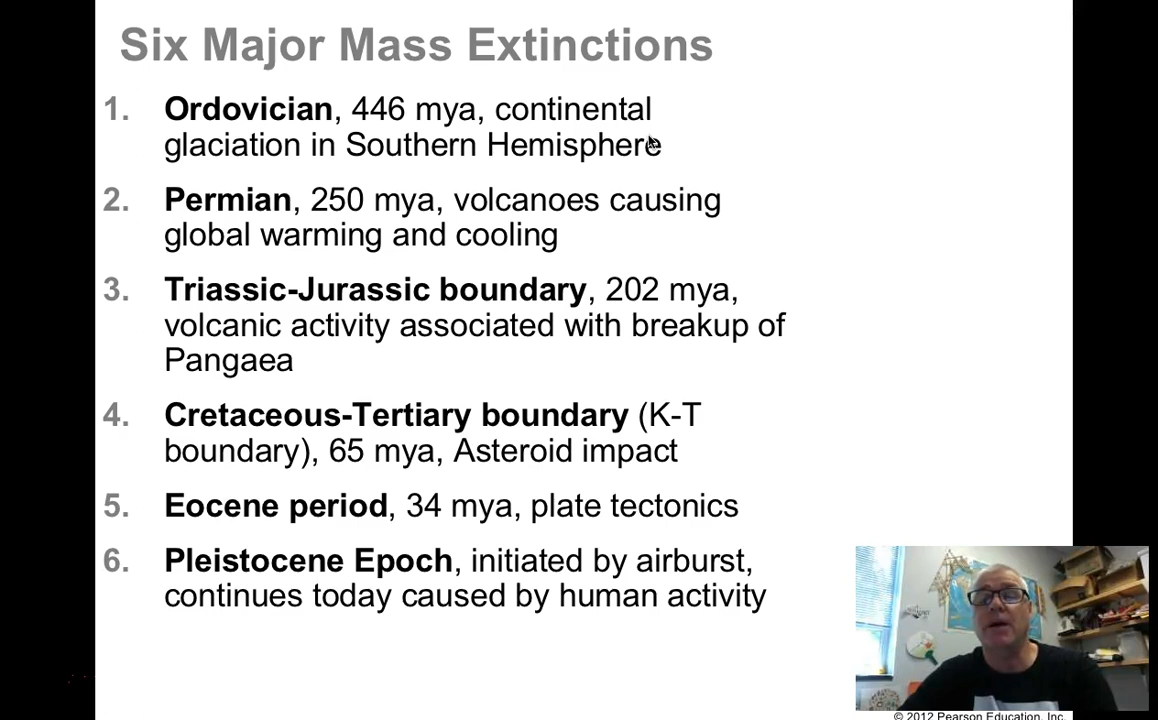 Six Major Mass Extinctions
1. Ordovician, 446 mya, continental
glaciation in Southern Hemisphere
2. Permian, 250 mya, volcanoes causing
global warming and cooling
3. Triassic-Jurassic boundary, 202 mya,
volcanic activity associated with breakup of
Pangaea
4. Cretaceous-Tertiary boundary (K-T
boundary), 65 mya, Asteroid impact
5. Eocene period, 34 mya, plate tectonics
6. Pleistocene Epoch, initiated by airburst,
continues today caused by human activity
© 2012 Pearson Education, Inc.